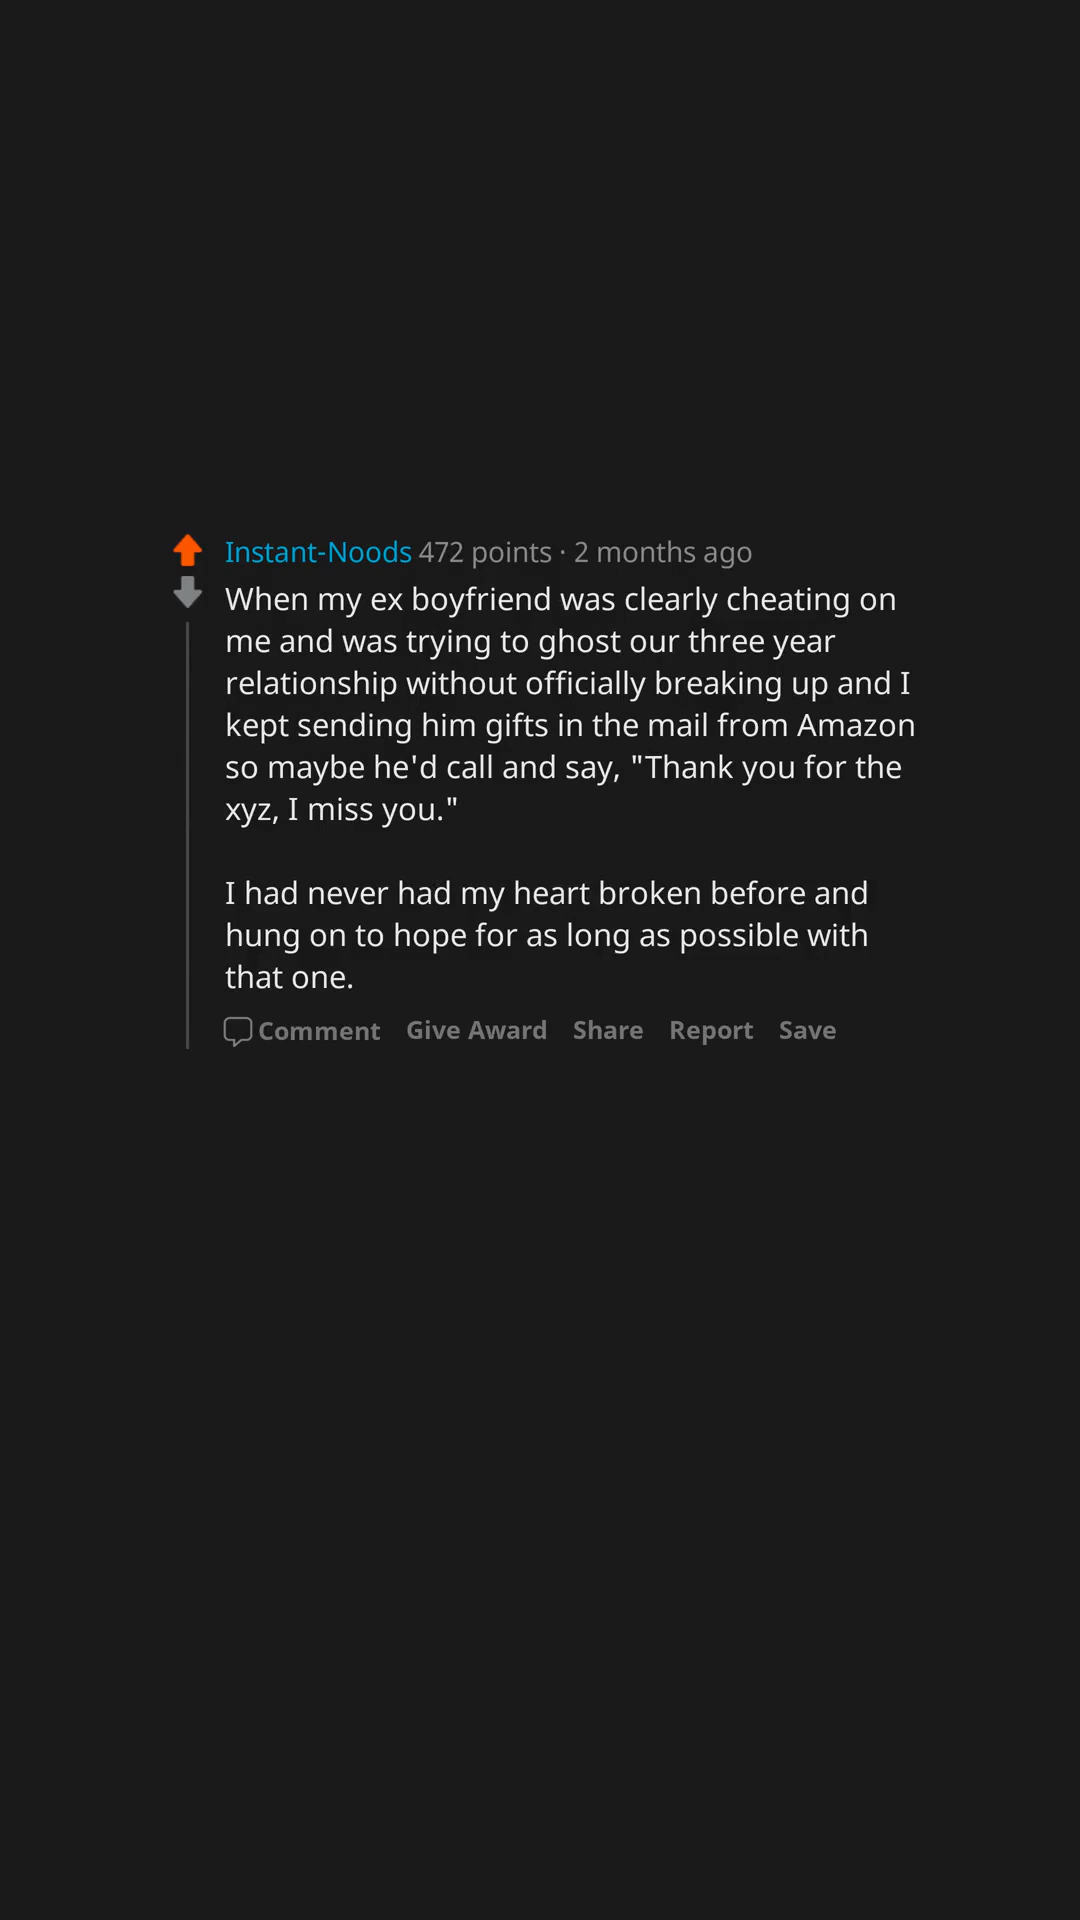 Instant-Noods 472 points · 2 months ago
When my ex boyfriend was clearly cheating on
me and was trying to ghost our three year
relationship without officially breaking up and I
kept sending him gifts in the mail from Amazon
so maybe he'd call and say, "Thank you for the
xyz, I miss you."
I had never had my heart broken before and
hung on to hope for as long as possible with
that one.
Comment Give Award Share Report Save